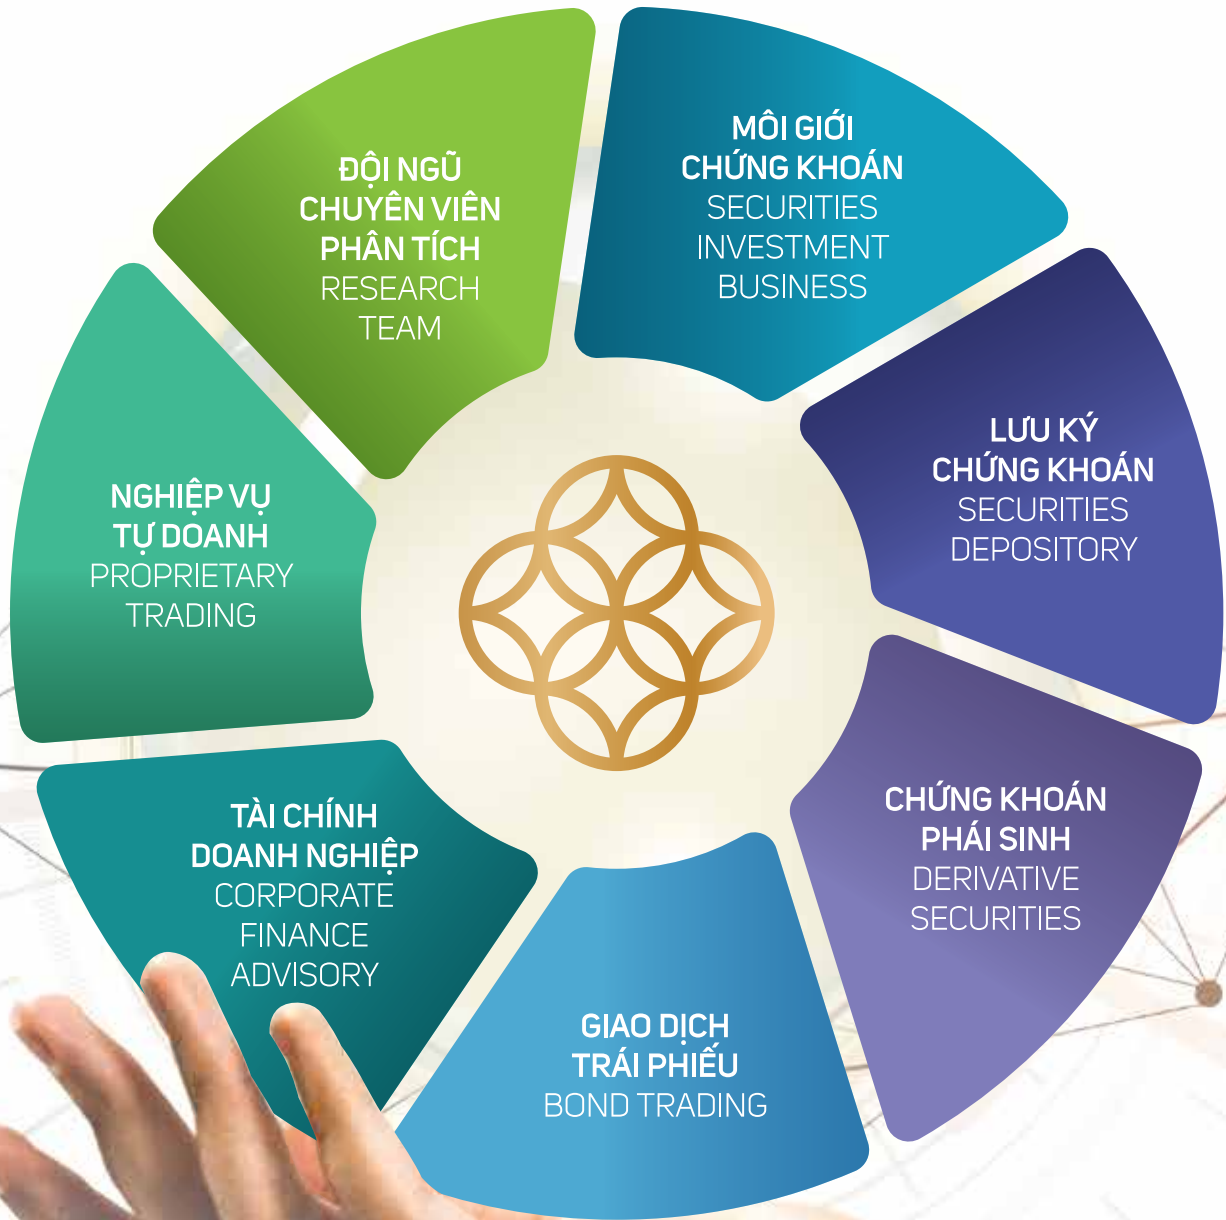 MÔI GIỚI
CHỨNG KHOÁN
SECURITIES
INVESTMENT
BUSINESS
LƯU KÝ
CHỨNG KHOÁN
SECURITIES
DEPOSITORY
CHỨNG KHOÁN
PHÁI SINH
DERIVATIVE
SECURITIES
GIAO DỊCH
TRÁI PHIẾU
BOND TRADING
TÀI CHÍNH
DOANH NGHIỆP
CORPORATE
FINANCE
ADVISORY
NGHIỆP VỤ
TỰ DOANH
PROPRIETARY
TRADING
ĐỘI NGŨ
CHUYÊN VIÊN
PHÂN TÍCH
RESEARCH
TEAM